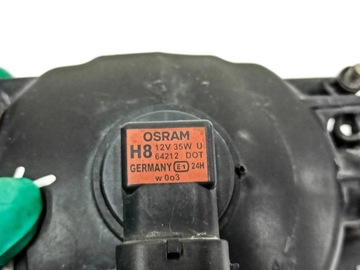 OSRAM
H8 12V 35W U
64212 DOT
GERMANY E1 24H
w 0o3